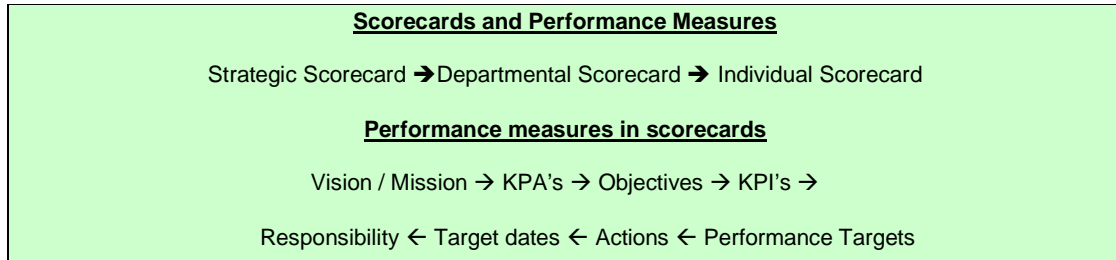 Scorecards and Performance Measures
Strategic Scorecard ➔Departmental Scorecard ➔ Individual Scorecard
Performance measures in scorecards
Vision / Mission → KPA's → Objectives → KPI's →
Responsibility ← Target dates ← Actions ← Performance Targets